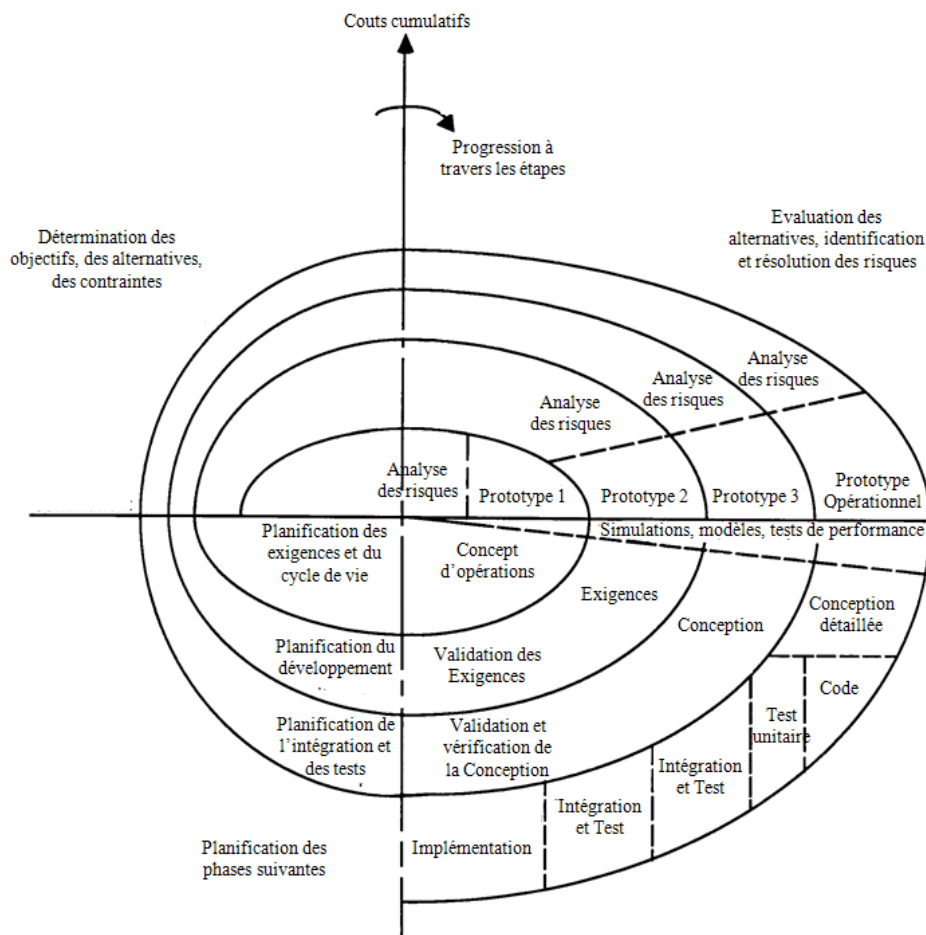 Couts cumulatifs
Progression à
travers les étapes
Détermination des
objectifs, des alternatives,
des contraintes
Evaluation des
alternatives, identification
et résolution des risques
Analyse
des risques
Analyse
des risques
Analyse
des risques
Analyse
des risques
Prototype 1
Prototype 2
Prototype 3
Prototype
Opérationnel
Simulations, modèles, tests de performance
Planification des
exigences et du
cycle de vie
Concept
d’opérations
Exigences
Conception
Conception
détaillée
Planification du
développement
Validation des
Exigences
Code
Test
unitaire
Planification de
l’intégration et
des tests
Validation et
vérification de
la Conception
Intégration
et Test
Intégration
et Test
Implémentation
Planification des
phases suivantes